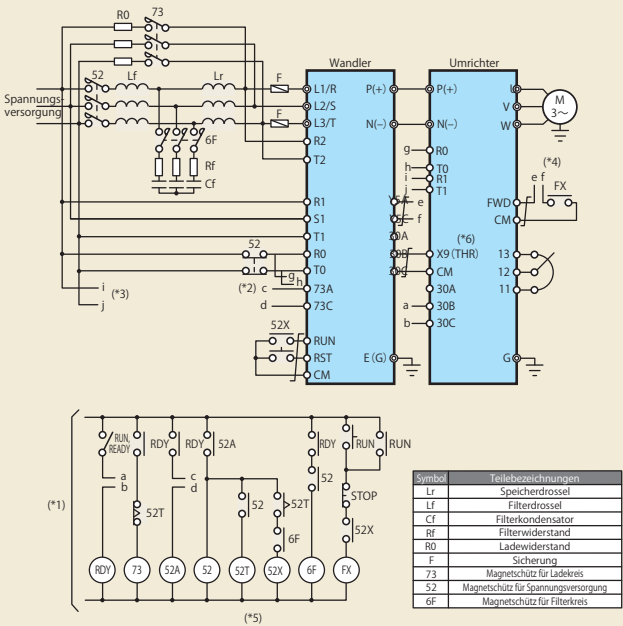 R0
73
52
Lf
Lr
F
Spannungs-
versorgung
F
6F
Rf
Cf
Wandler
L1/R
P(+)
L2/S
L3/T
N(−)
R2
T2
R1
S1
T1
R0
T0
73A
73C
RUN
RST
CM
30A
E (G)
e
f
52
(*2)
g
h
c
d
i
j
(*3)
52X
Umrichter
P(+)
N(−)
g
R0
h
T0
i
R1
j
T1
V
W
M
3~
(*4)
e f
FX
FWD
CM
(*6)
X9 (THR)
CM
30A
a
30B
b
30C
13
12
11
G
(*1)
RUN,
READY
RDY
RDY
52A
RDY
RUN
RUN
a
b
c
d
52T
52
52T
6F
52
STOP
52X
RDY
73
52A
52
52T
52X
6F
FX
(*5)
Symbol Teilebezeichnungen
Lr Speicherdrossel
Lf Filterdrossel
Cf Filterkondensator
Rf Filterwiderstand
R0 Ladewiderstand
F Sicherung
73 Magnetschütz für Ladekreis
52 Magnetschütz für Spannungsversorgung
6F Magnetschütz für Filterkreis